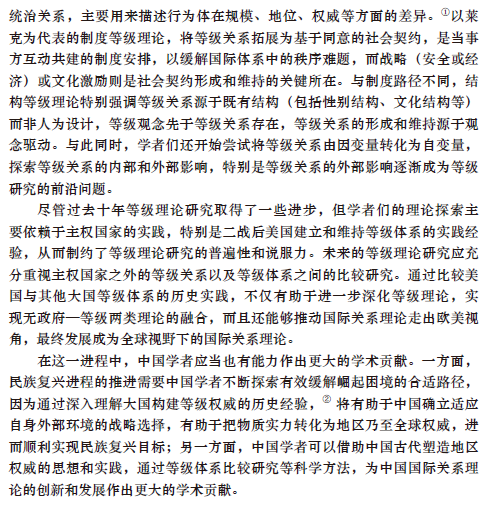 统治关系，主要用来描述行为体在规模、地位、权威等方面的差异。①以莱
克为代表的制度等级理论，将等级关系拓展为基于同意的社会契约，是当事
方互动共建的制度安排，以缓解国际体系中的秩序难题，而战略（安全或经
济）或文化激励则是社会契约形成和维持的关键所在。与制度路径不同，结
构等级理论特别强调等级关系源于既有结构（包括性别结构、文化结构等）
而非人为设计，等级观念先于等级关系存在，等级关系的形成和维持源于观
念驱动。与此同时，学者们还开始尝试将等级关系由因变量转化为自变量，
探索等级关系的内部和外部影响，特别是等级关系的外部影响逐渐成为等级
研究的前沿问题。
尽管过去十年等级理论研究取得了一些进步，但学者们的理论探索主
要依赖于主权国家的实践，特别是二战后美国建立和维持等级体系的实践经
验，从而制约了等级理论研究的普遍性和说服力。未来的等级理论研究应充
分重视主权国家之外的等级关系以及等级体系之间的比较研究。通过比较美
国与其他大国等级体系的历史实践，不仅有助于进一步深化等级理论，实
现无政府—等级两类理论的融合，而且还能够推动国际关系理论走出欧美视
角，最终发展成为全球视野下的国际关系理论。
在这一进程中，中国学者应当也有能力作出更大的学术贡献。一方面，
民族复兴进程的推进需要中国学者不断探索有效缓解崛起困境的合适路径，
因为通过深入理解大国构建等级权威的历史经验，②将有助于中国确立适应
自身外部环境的战略选择，有助于把物质实力转化为地区乃至全球权威，进
而顺利实现民族复兴目标；另一方面，中国学者可以借助中国古代塑造地区
权威的思想和实践，通过等级体系比较研究等科学方法，为中国国际关系理
论的创新和发展作出更大的学术贡献。